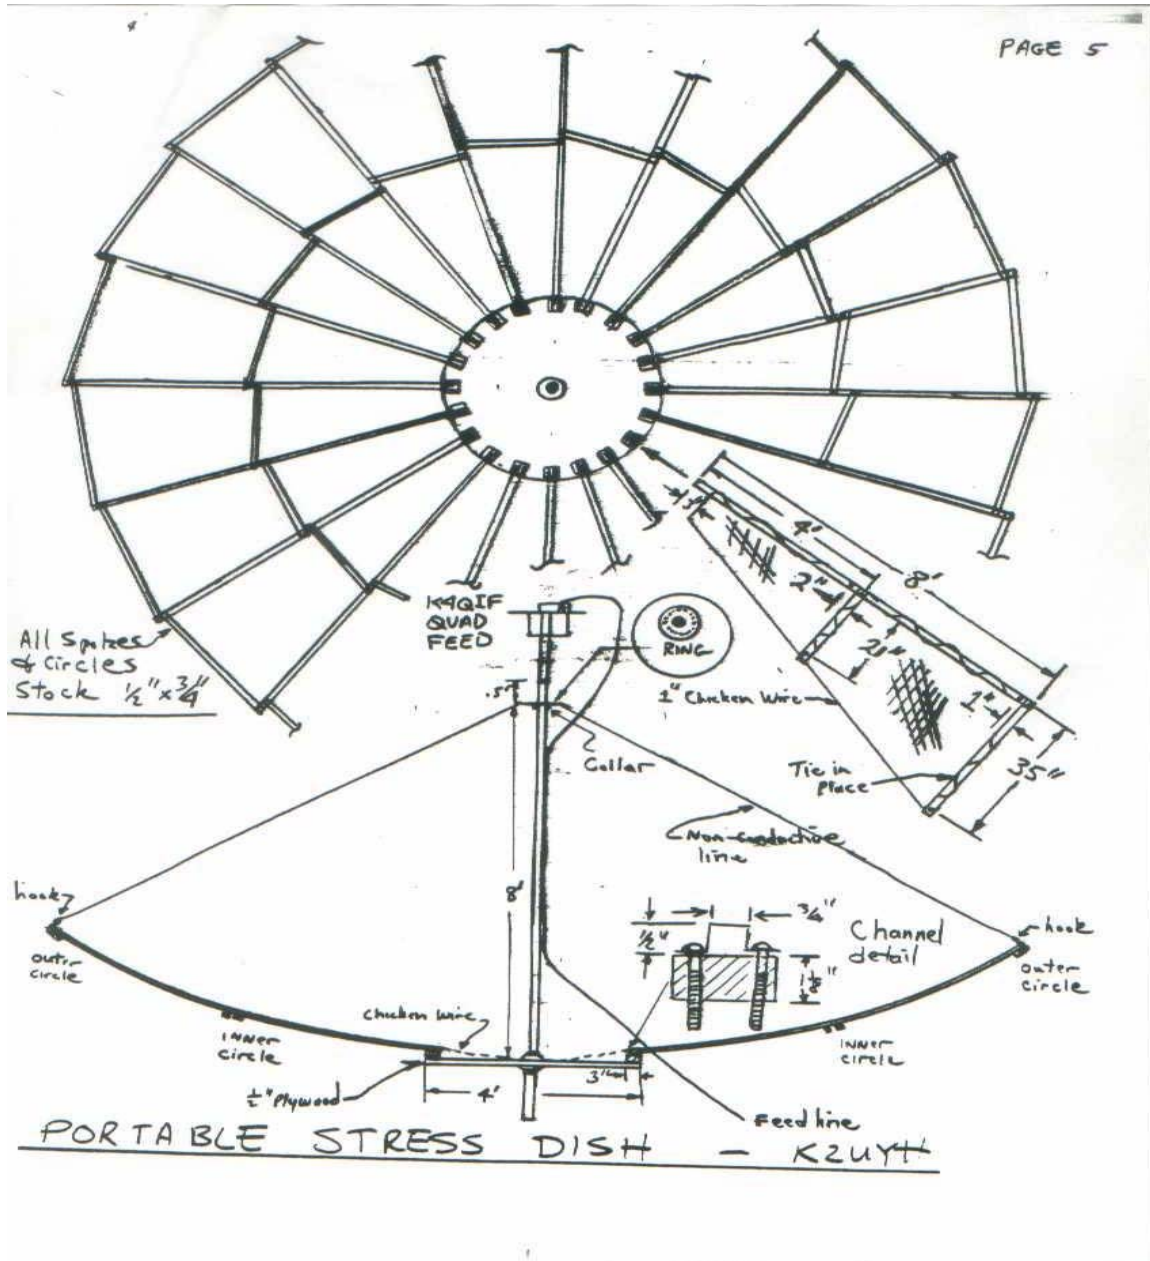 PAGE 5
3"
4'
8'
2"
20"
1"
35"
K4QIF
QUAD
FEED
RING
All Spokes
& Circles
Stock 1/2" x 3/4"
1" Chicken Wire
.5'
Collar
Tie in
place
Non-conductive
line
hook
8'
1/2"
3/4"
Channel
detail
1 1/8"
hook
outer
circle
outer
circle
INNER
circle
chicken wire
INNER
circle
1/2" Plywood
4'
3"
Feed line
PORTABLE STRESS DISH - K2UYH